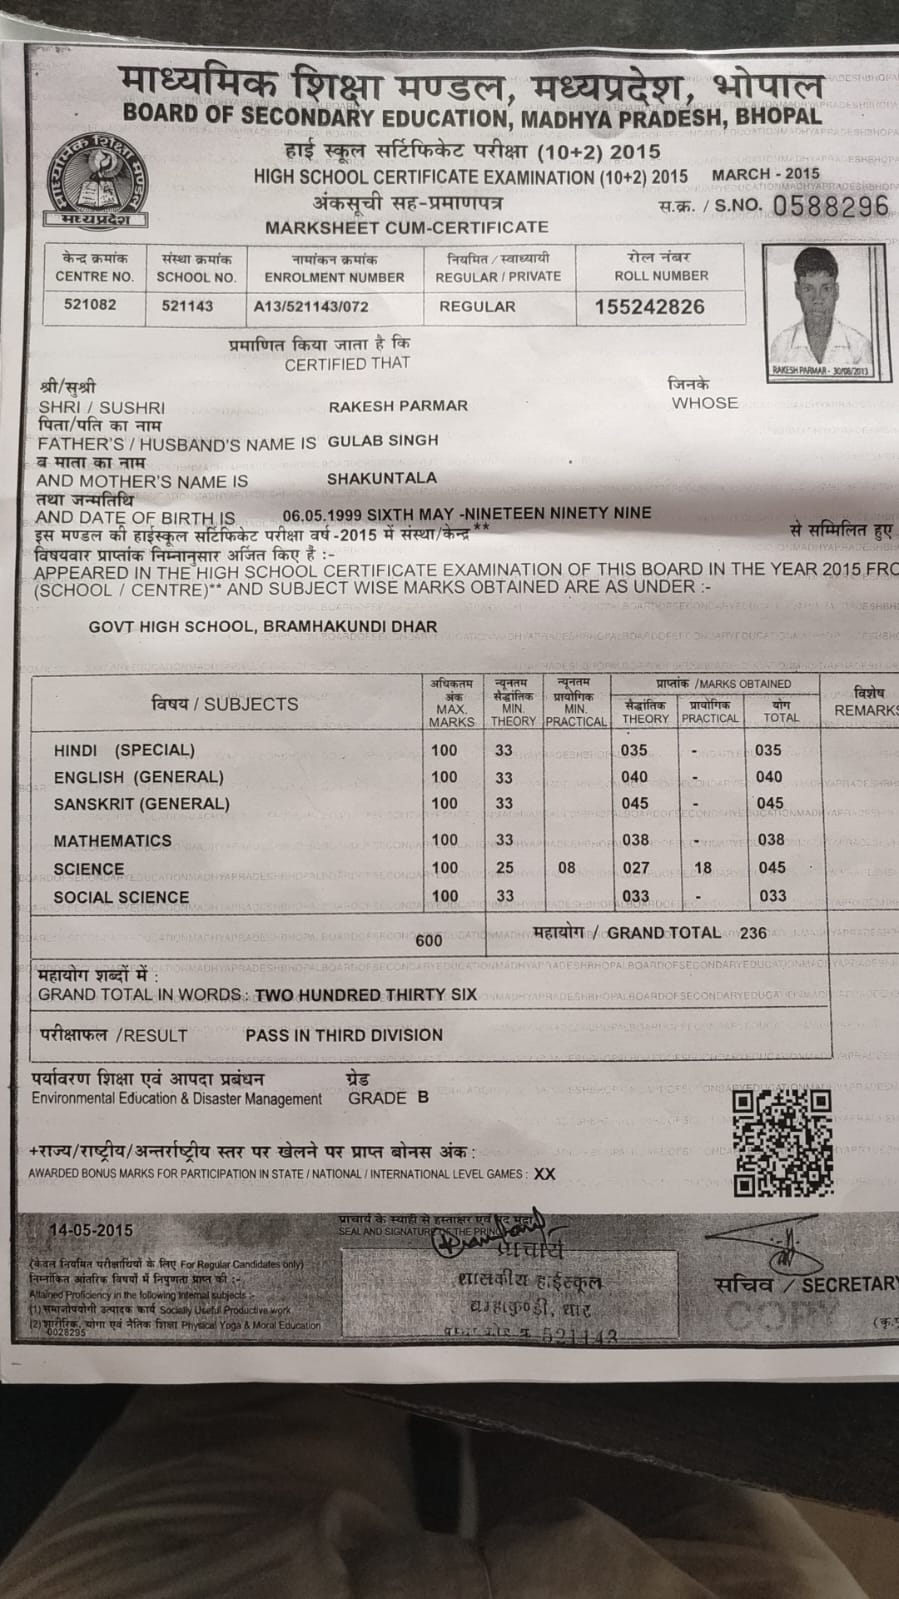 माध्यमिक शिक्षा मण्डल, मध्यप्रदेश, भोपाल
BOARD OF SECONDARY EDUCATION, MADHYA PRADESH, BHOPAL
हाई स्कूल सर्टिफिकेट परीक्षा (10+2) 2015
HIGH SCHOOL CERTIFICATE EXAMINATION (10+2) 2015 MARCH - 2015
अंकसूची सह-प्रमाणपत्र स.क्र. / S.NO. 0588296
MARKSHEET CUM-CERTIFICATE
माध्यमिक शिक्षा मण्डल
मध्यप्रदेश
केन्द्र क्रमांक संस्था क्रमांक नामांकन क्रमांक नियमित / स्वाध्यायी रोल नंबर
CENTRE NO. SCHOOL NO. ENROLMENT NUMBER REGULAR / PRIVATE ROLL NUMBER
521082 521143 A13/521143/072 REGULAR 155242826
RAKESH PARMAR - 30/08/2013
प्रमाणित किया जाता है कि
CERTIFIED THAT
श्री/सुश्री जिनके
SHRI / SUSHRI RAKESH PARMAR WHOSE
पिता/पति का नाम
FATHER'S / HUSBAND'S NAME IS GULAB SINGH
व माता का नाम
AND MOTHER'S NAME IS SHAKUNTALA
तथा जन्मतिथि
AND DATE OF BIRTH IS 06.05.1999 SIXTH MAY -NINETEEN NINETY NINE
इस मण्डल की हाईस्कूल सर्टिफिकेट परीक्षा वर्ष-2015 में संस्था/केन्द्र** से सम्मिलित हुए
विषयवार प्राप्तांक निम्नानुसार अर्जित किए हैं :-
APPEARED IN THE HIGH SCHOOL CERTIFICATE EXAMINATION OF THIS BOARD IN THE YEAR 2015 FRO
(SCHOOL / CENTRE)** AND SUBJECT WISE MARKS OBTAINED ARE AS UNDER :-
GOVT HIGH SCHOOL, BRAMHAKUNDI DHAR
विषय / SUBJECTS अधिकतम अंक MAX. MARKS न्यूनतम सैद्धांतिक MIN. THEORY न्यूनतम प्रायोगिक MIN. PRACTICAL प्राप्तांक /MARKS OBTAINED विशेष REMARKS
सैद्धांतिक THEORY प्रायोगिक PRACTICAL योग TOTAL
HINDI (SPECIAL) 100 33 035 - 035
ENGLISH (GENERAL) 100 33 040 - 040
SANSKRIT (GENERAL) 100 33 045 - 045
MATHEMATICS 100 33 038 - 038
SCIENCE 100 25 08 027 18 045
SOCIAL SCIENCE 100 33 033 - 033
600 महायोग / GRAND TOTAL 236
महायोग शब्दों में :
GRAND TOTAL IN WORDS : TWO HUNDRED THIRTY SIX
परीक्षाफल /RESULT PASS IN THIRD DIVISION
पर्यावरण शिक्षा एवं आपदा प्रबंधन ग्रेड
Environmental Education & Disaster Management GRADE B
+राज्य/राष्ट्रीय/अन्तर्राष्ट्रीय स्तर पर खेलने पर प्राप्त बोनस अंक :
AWARDED BONUS MARKS FOR PARTICIPATION IN STATE / NATIONAL / INTERNATIONAL LEVEL GAMES : XX
14-05-2015
प्राचार्य के स्याही से हस्ताक्षर एवं पद मुद्रा
SEAL AND SIGNATURE OF THE
प्राचार्य
शासकीय हाईस्कूल
धार
521143
सचिव / SECRETARY
COPY
(केवल नियमित परीक्षार्थियों के लिए For Regular Candidates only)
निम्नांकित आंतरिक विषयों में निपुणता प्राप्त की :-
Attained Proficiency in the following Internal subjects :-
(1) समाजोपयोगी उत्पादक कार्य Socially Useful Productive work
(2) शारीरिक, योगा एवं नैतिक शिक्षा Physical Yoga & Moral Education
0028295